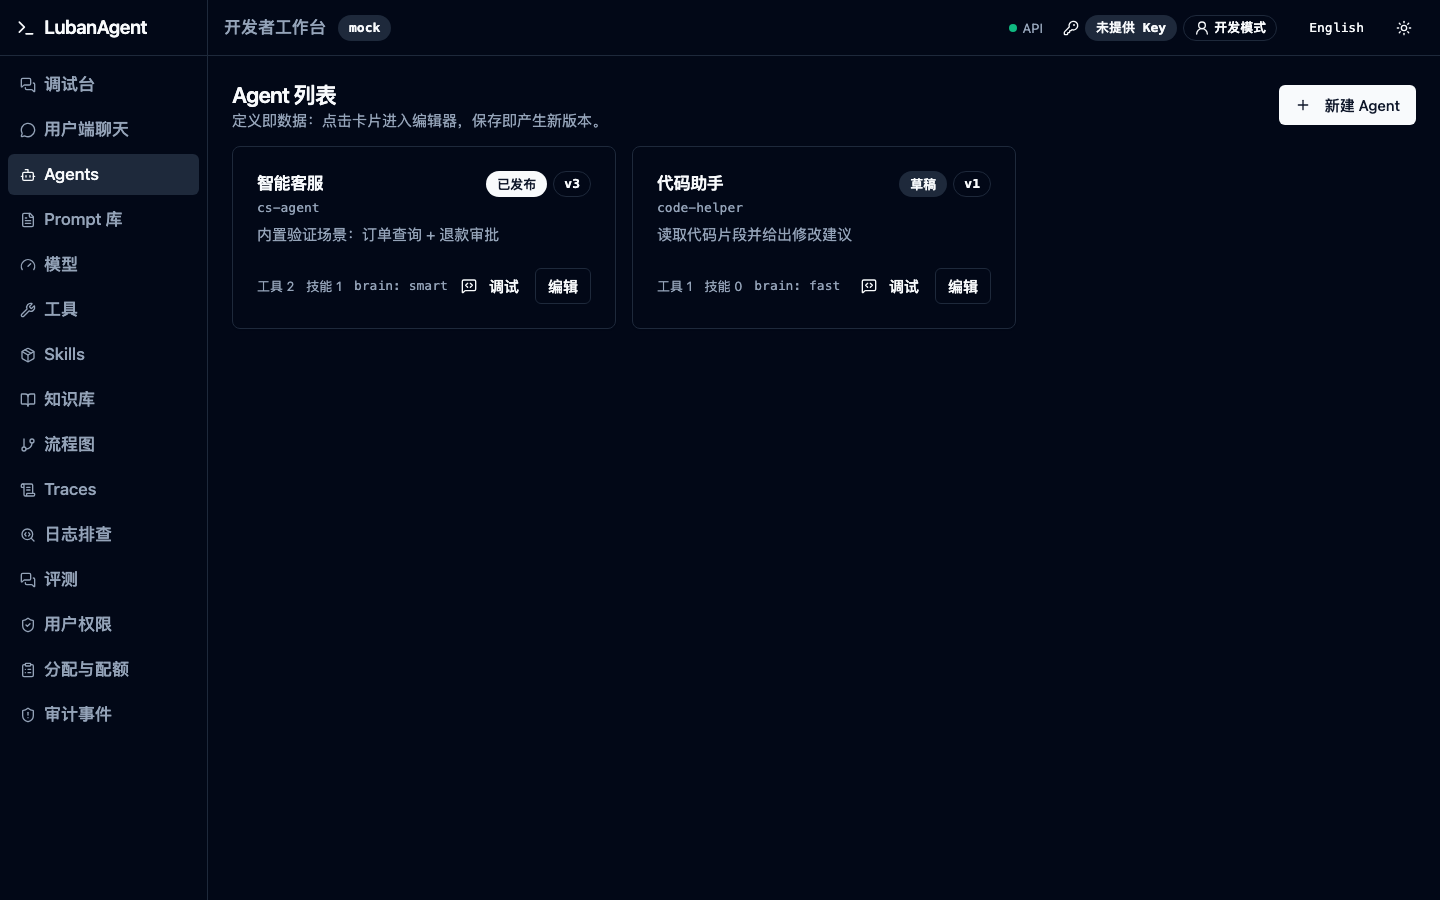 LubanAgent
开发者工作台 mock
API 未提供 Key 开发模式 English
调试台
用户端聊天
Agents
Prompt 库
模型
工具
Skills
知识库
流程图
Traces
日志排查
评测
用户权限
分配与配额
审计事件
Agent 列表
定义即数据：点击卡片进入编辑器，保存即产生新版本。
新建 Agent
智能客服 已发布 v3
cs-agent
内置验证场景：订单查询 + 退款审批
工具 2 技能 1 brain: smart 调试 编辑
代码助手 草稿 v1
code-helper
读取代码片段并给出修改建议
工具 1 技能 0 brain: fast 调试 编辑